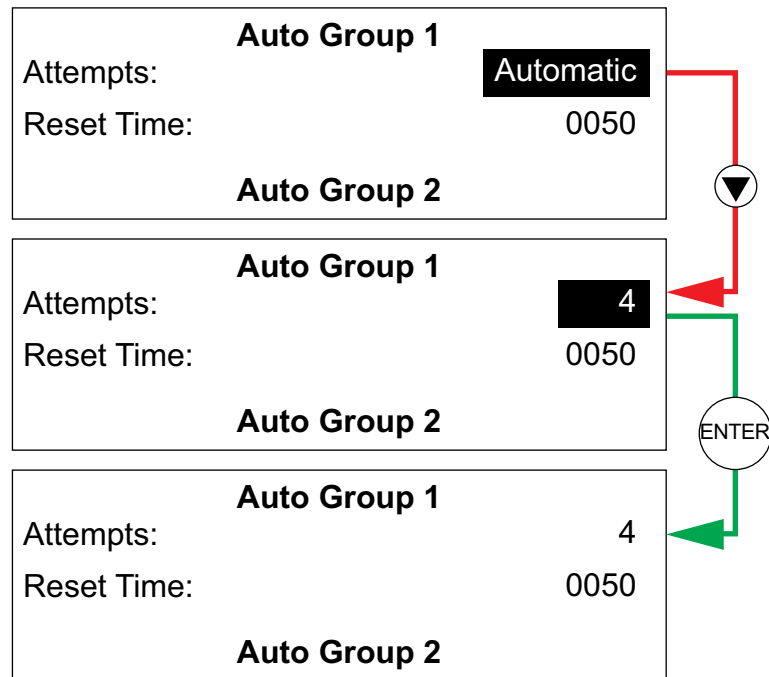 Auto Group 1
Attempts: Automatic
Reset Time: 0050
Auto Group 2
Auto Group 1
Attempts: 4
Reset Time: 0050
Auto Group 2
ENTER
Auto Group 1
Attempts: 4
Reset Time: 0050
Auto Group 2